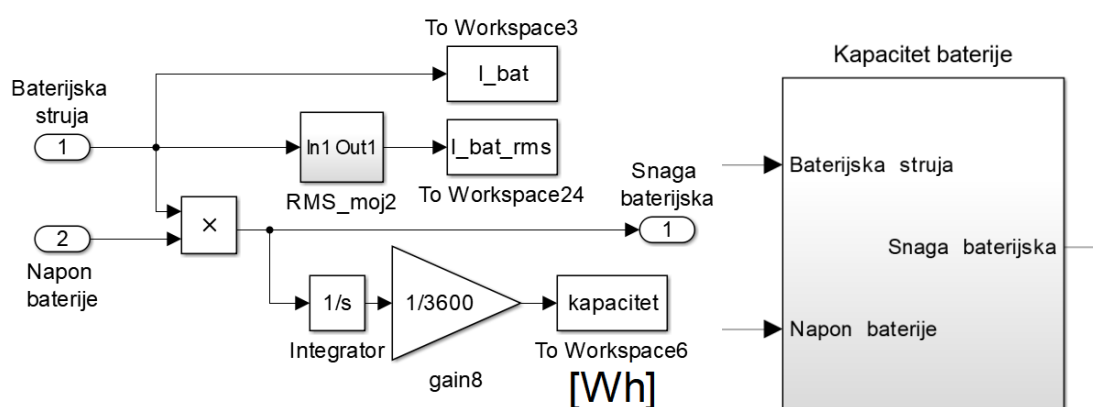 To Workspace3
I_bat
Baterijska
struja
1
In1 Out1
RMS_moj2
I_bat_rms
To Workspace24
×
2
Napon
baterije
Snaga
baterijska
1
1/s
Integrator
1/3600
gain8
kapacitet
To Workspace6
[Wh]
Kapacitet baterije
Baterijska struja
Snaga baterijska
Napon baterije